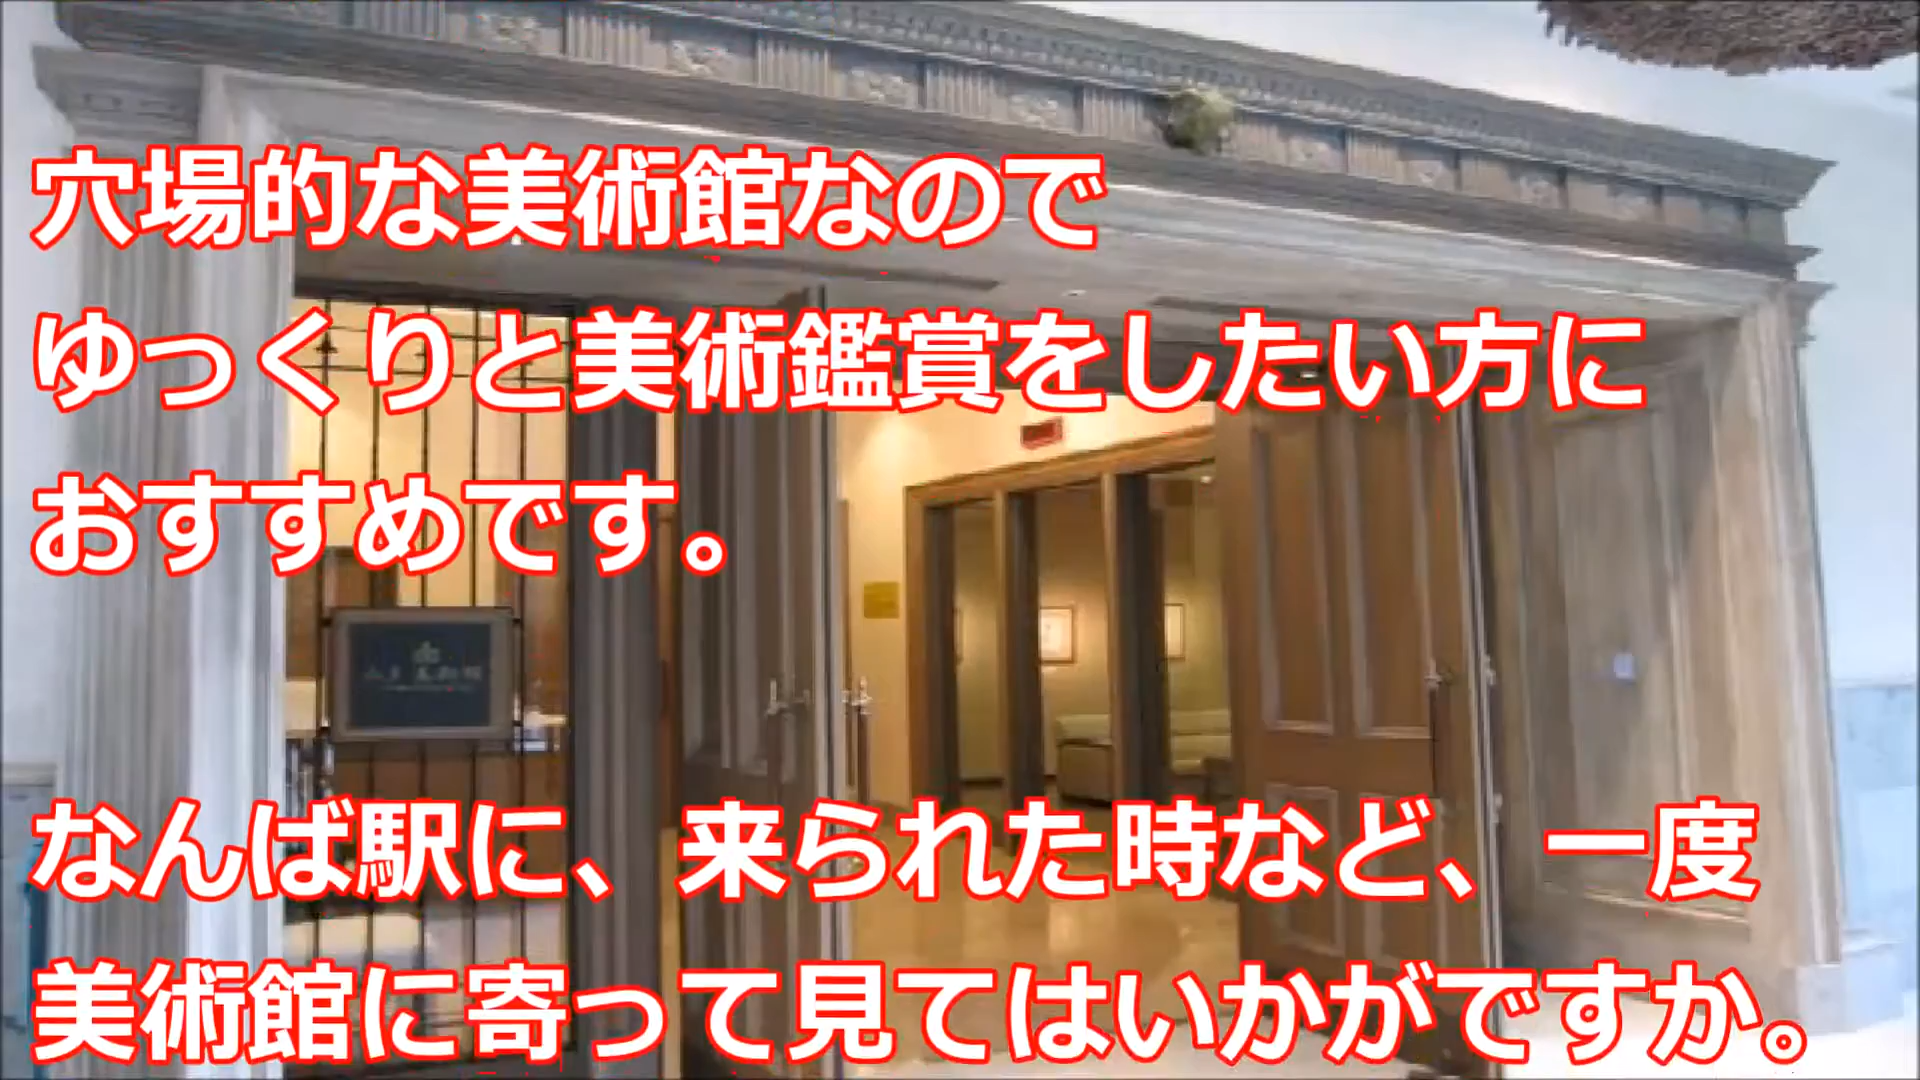 穴場的な美術館なので
ゆっくりと美術鑑賞をしたい方に
おすすめです。
なんば駅に、来られた時など、一度
美術館に寄って見てはいかがですか。